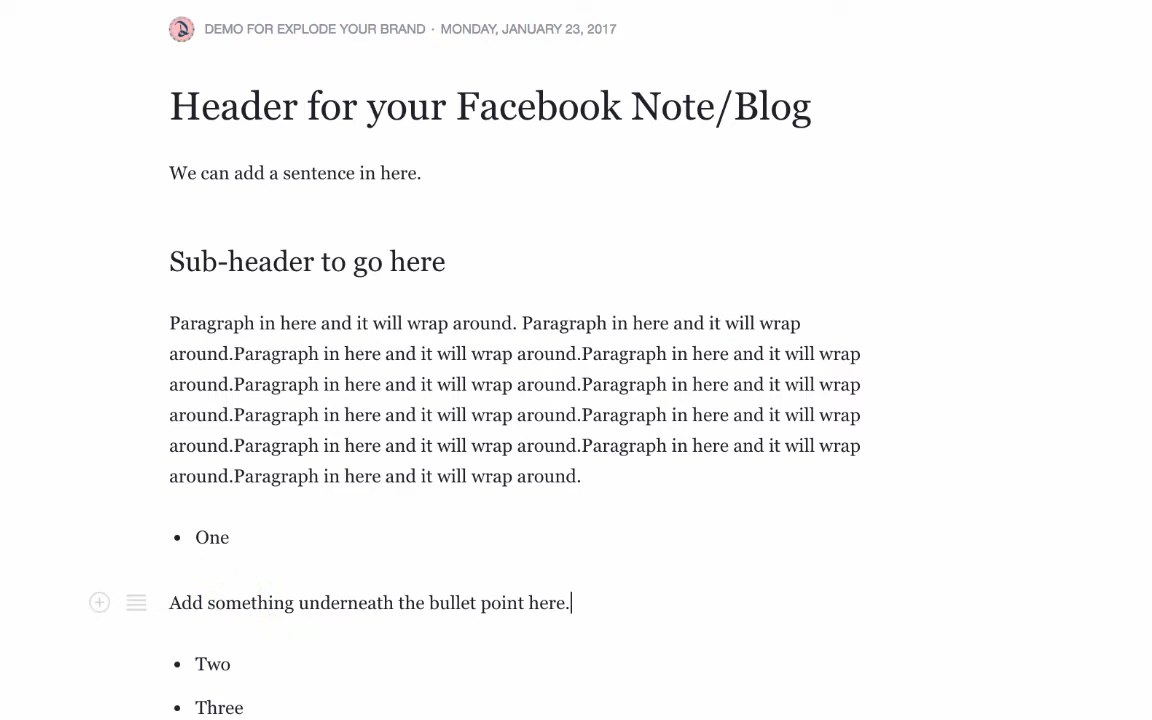 DEMO FOR EXPLODE YOUR BRAND · MONDAY, JANUARY 23, 2017
Header for your Facebook Note/Blog
We can add a sentence in here.
Sub-header to go here
Paragraph in here and it will wrap around. Paragraph in here and it will wrap
around.Paragraph in here and it will wrap around.Paragraph in here and it will wrap
around.Paragraph in here and it will wrap around.Paragraph in here and it will wrap
around.Paragraph in here and it will wrap around.Paragraph in here and it will wrap
around.Paragraph in here and it will wrap around.Paragraph in here and it will wrap
around.Paragraph in here and it will wrap around.
• One
Add something underneath the bullet point here.
• Two
• Three